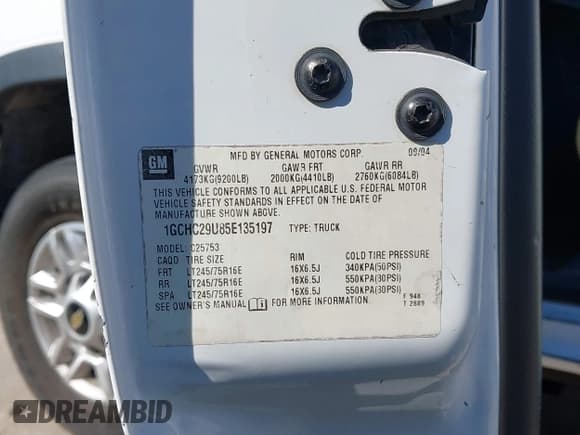 GM
MFD BY GENERAL MOTORS CORP. 09/04
GVWR GAWR FRT GAWR RR
4173KG(9200LB) 2000KG(4410LB) 2760KG(6084LB)
THIS VEHICLE CONFORMS TO ALL APPLICABLE U.S. FEDERAL MOTOR
VEHICLE SAFETY STANDARDS IN EFFECT ON THE DATE OF
MANUFACTURE SHOWN ABOVE.
1GCHC29U85E135197 TYPE: TRUCK
MODEL: C25753
CAQD TIRE SIZE RIM COLD TIRE PRESSURE
FRT LT245/75R16E 16X6.5J 340KPA(50PSI)
RR LT245/75R16E 16X6.5J 550KPA(80PSI)
SPA LT245/75R16E 16X6.5J 550KPA(80PSI)
SEE OWNER'S MANUAL FOR MORE INFORMATION.
F 948
T 2889
DREAMBID